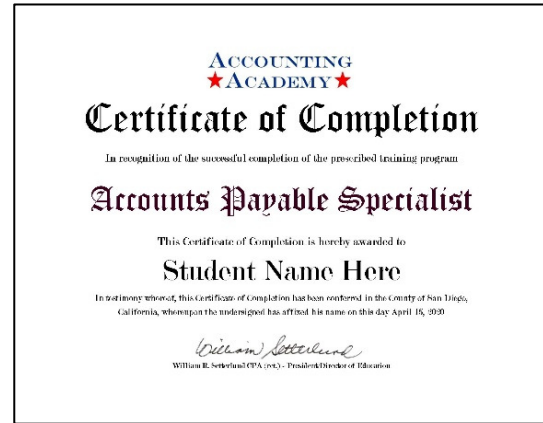 ACCOUNTING
★ACADEMY★
Certificate of Completion
In recognition of the successful completion of the prescribed training program
Accounts Payable Specialist
This Certificate of Completion is hereby awarded to
Student Name Here
In testimony whereof, this Certificate of Completion has been conferred in the County of San Diego,
California, whereupon the undersigned has affixed his name on this day April 15, 2020
William Setterlund
William R. Setterlund CPA (ret.) - President/Director of Education